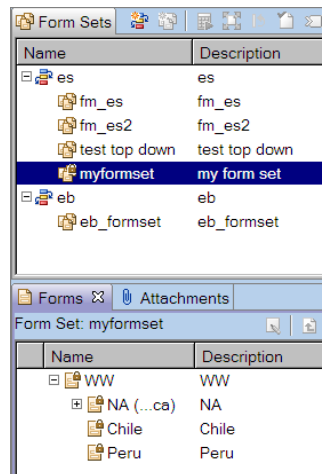 Form Sets
Name Description
es es
fm_es fm_es
fm_es2 fm_es2
test top down test top down
myformset my form set
eb eb
eb_formset eb_formset
Forms Attachments
Form Set: myformset
Name Description
WW WW
NA (...ca) NA
Chile Chile
Peru Peru